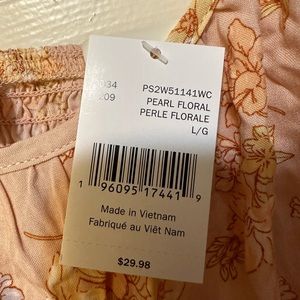 034
209
PS2W51141WC
PEARL FLORAL
PERLE FLORALE
L/G
1 96095 17441 9
Made in Vietnam
Fabriqué au Viêt Nam
$29.98